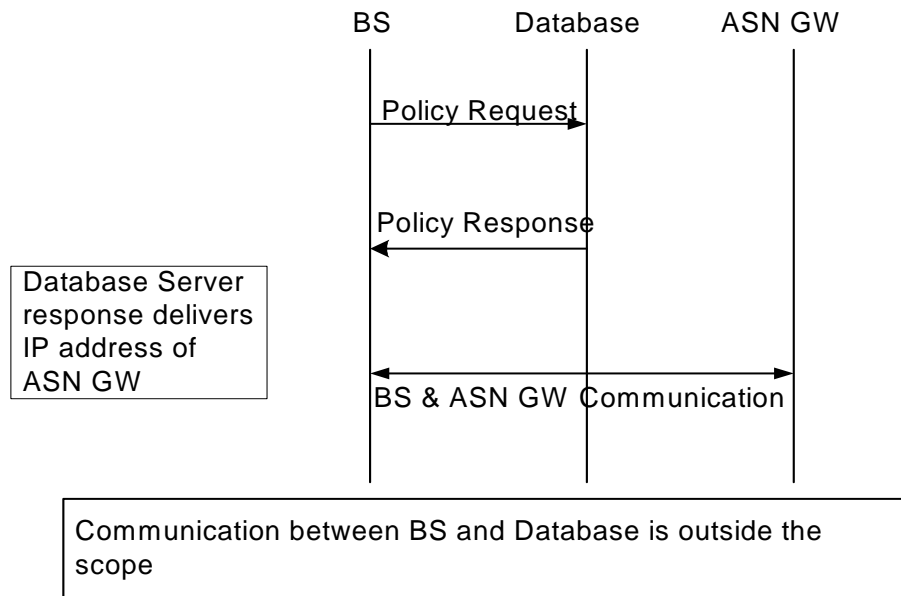 BS Database ASN GW
Policy Request
Policy Response
Database Server
response delivers
IP address of
ASN GW
BS & ASN GW Communication
Communication between BS and Database is outside the
scope